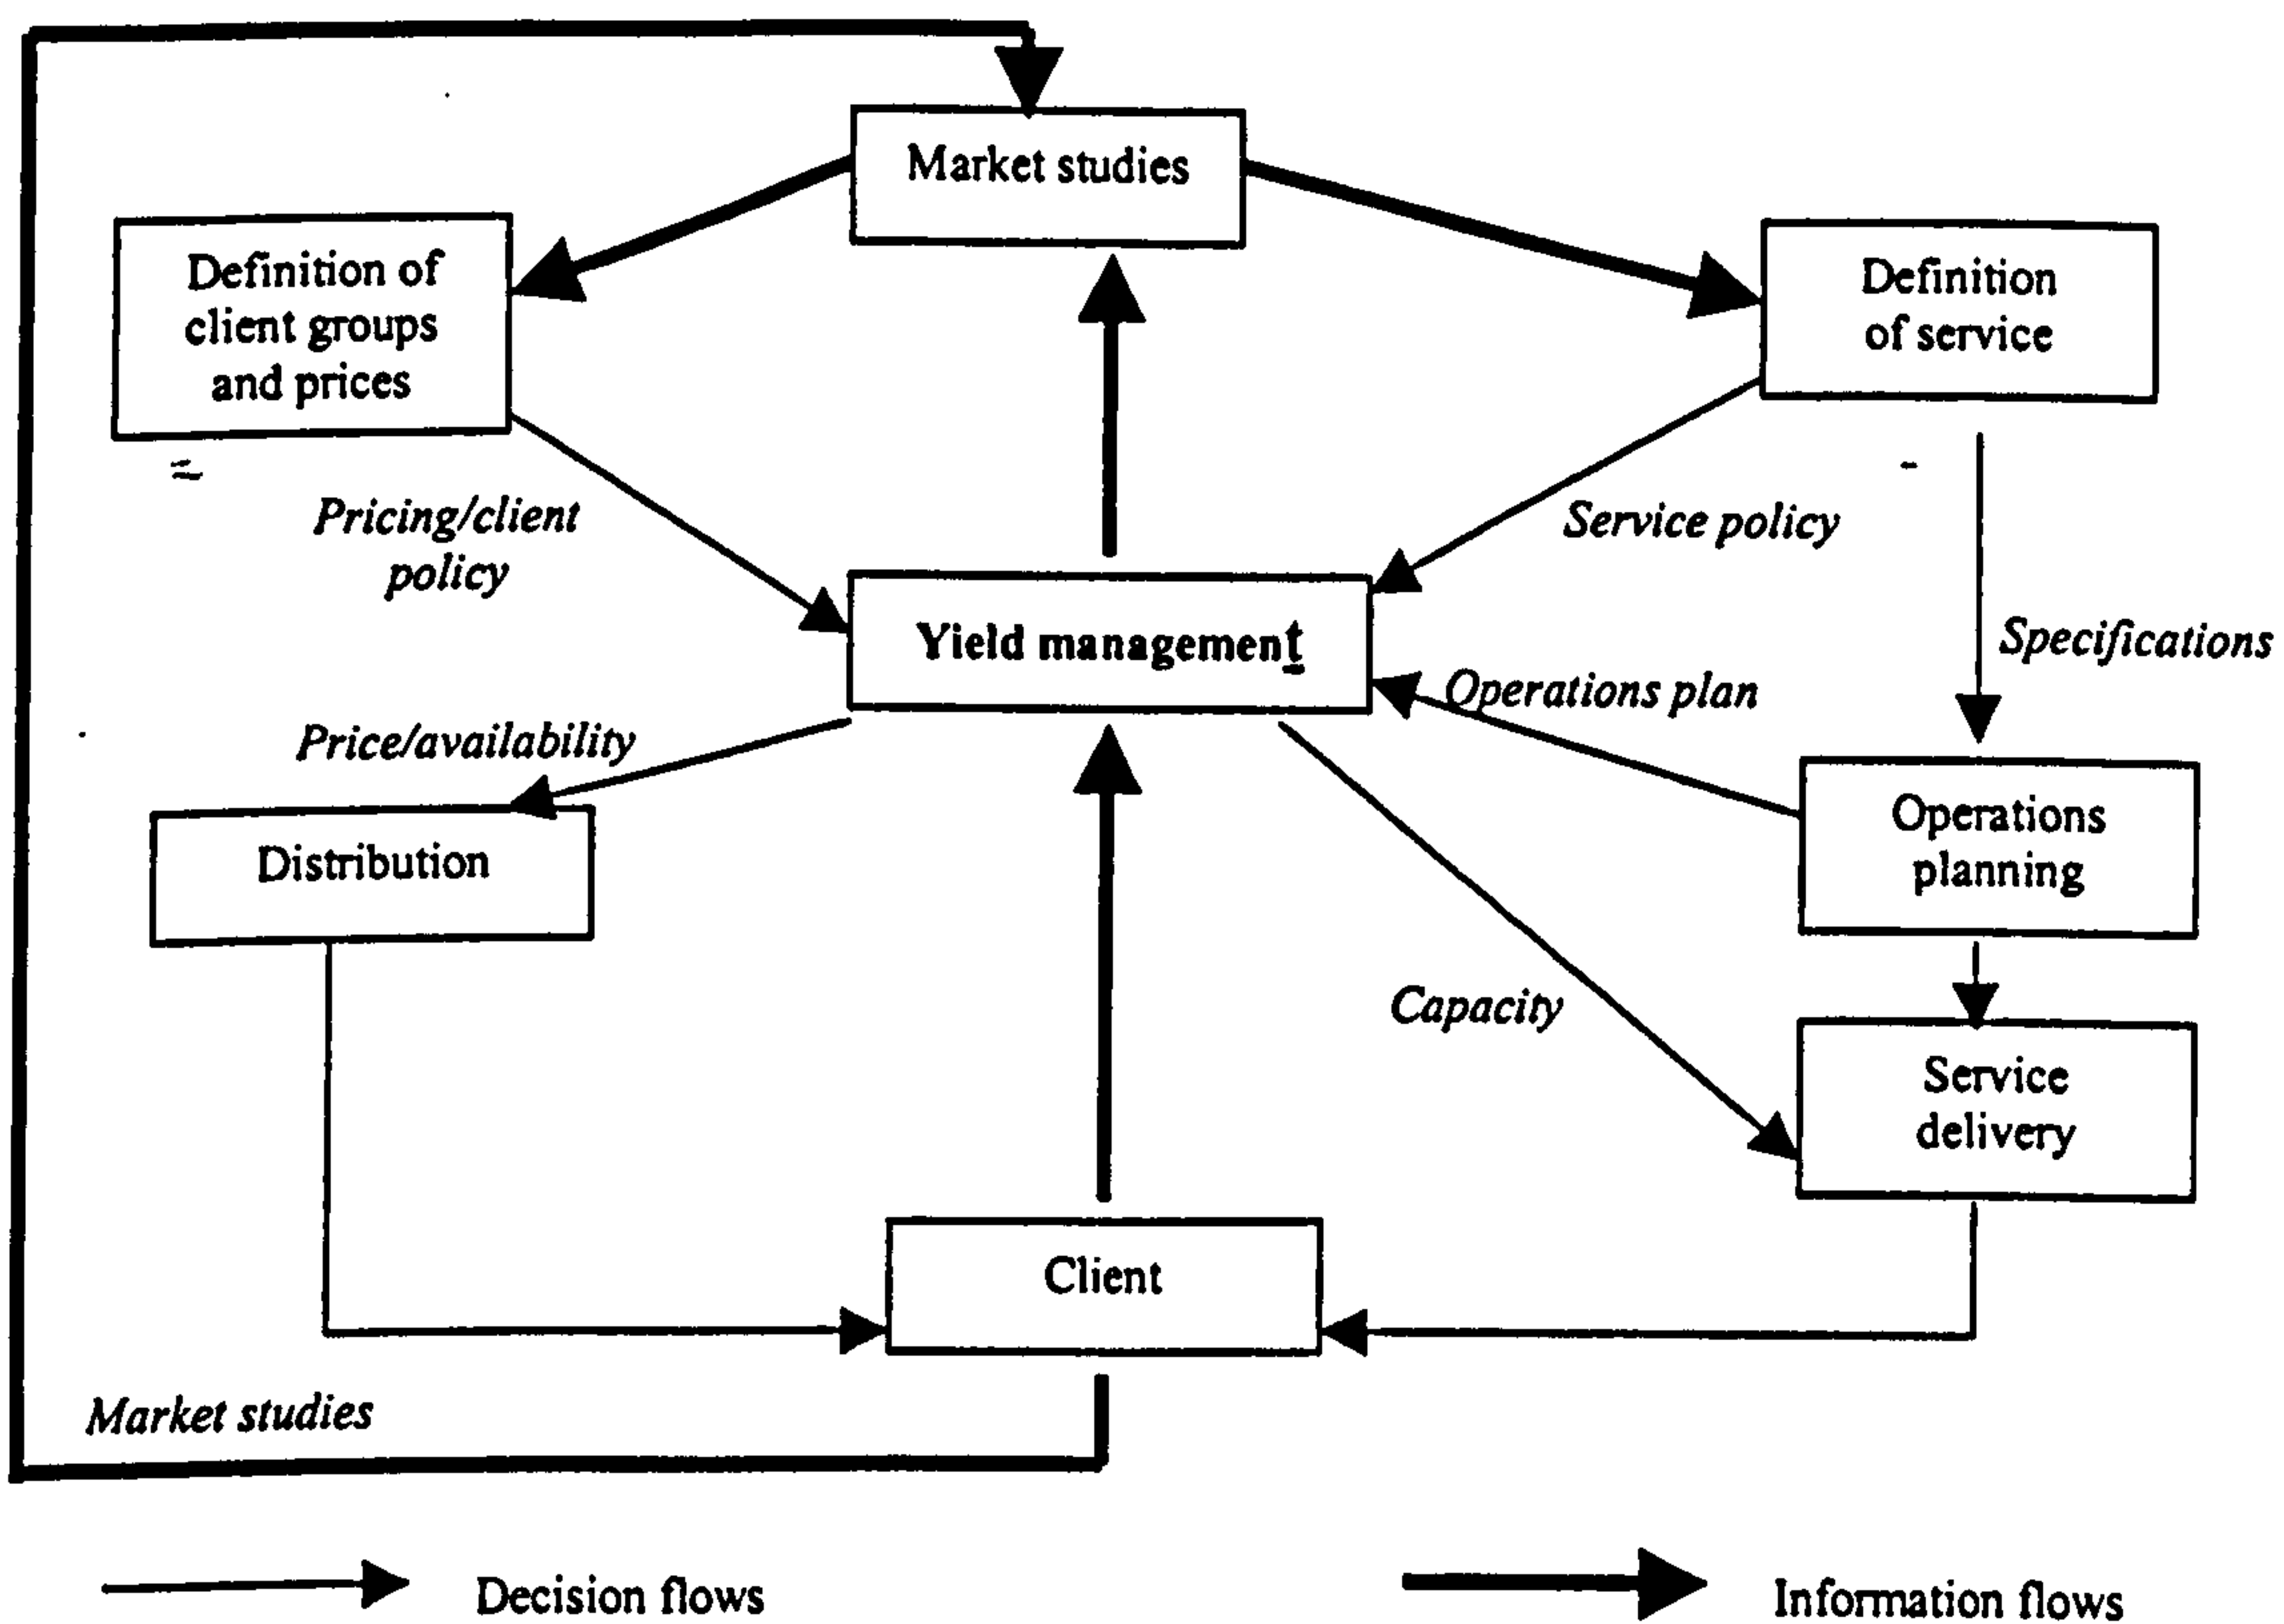 Market studies
Definition of
client groups
and prices
Definition
of service
Pricing/client
policy
Service policy
Yield management
Specifications
Operations plan
Price/availability
Distribution
Operations
planning
Capacity
Service
delivery
Client
Market studies
Decision flows
Information flows